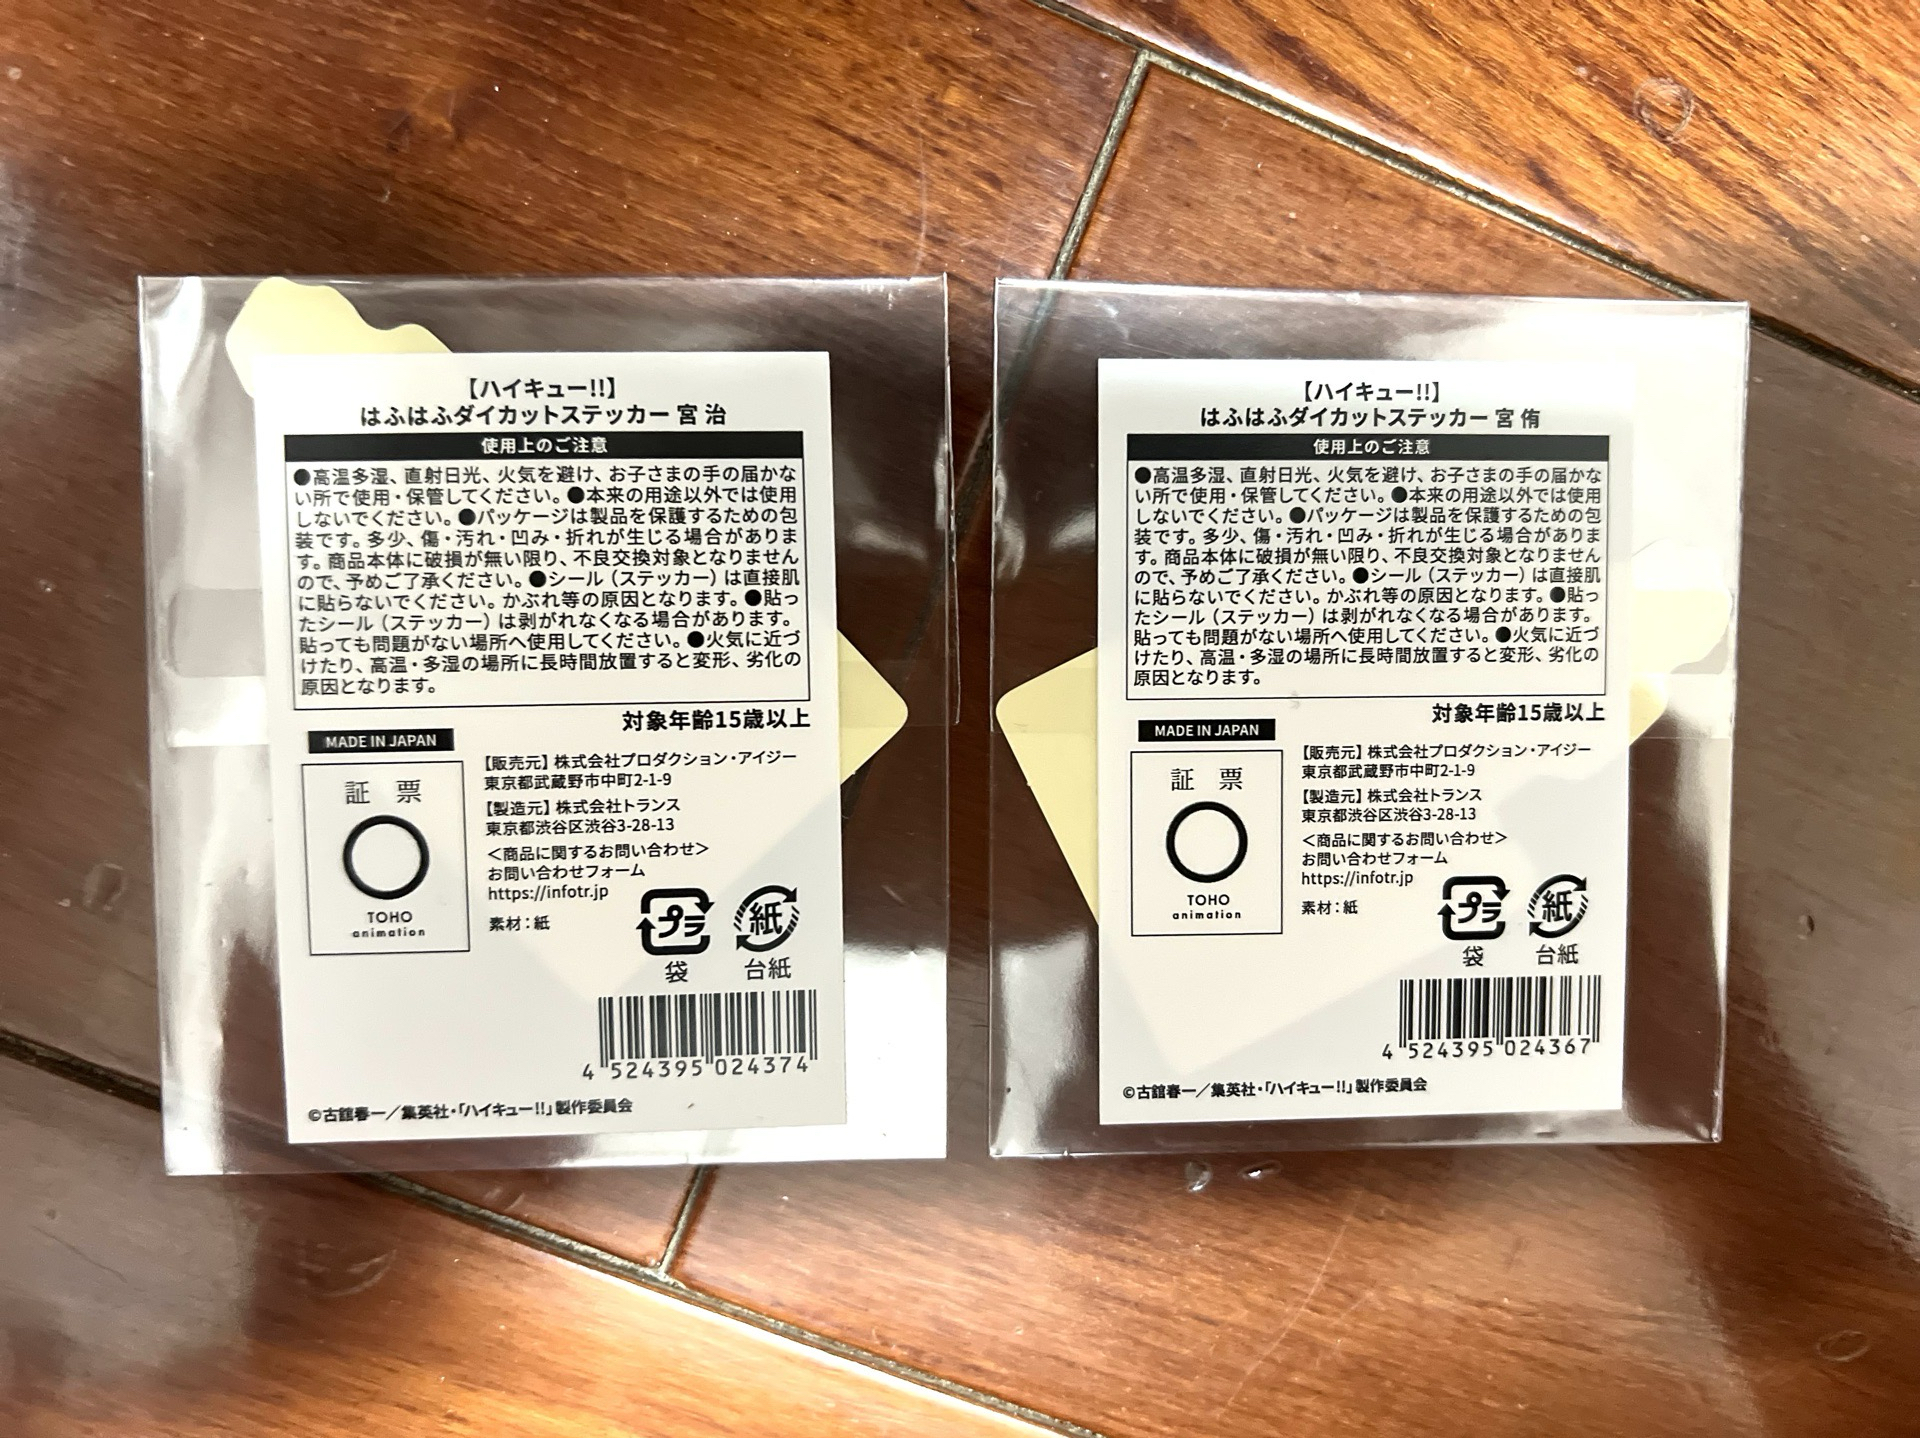 【ハイキュー!!】
はふはふダイカットステッカー 宮 治
使用上のご注意
●高温多湿、直射日光、火気を避け、お子さまの手の届かな
い所で使用・保管してください。●本来の用途以外では使用
しないでください。●パッケージは製品を保護するための包
装です。多少、傷・汚れ・凹み・折れが生じる場合がありま
す。商品本体に破損が無い限り、不良交換対象となりません
ので、予めご了承ください。●シール（ステッカー）は直接肌
に貼らないでください。かぶれ等の原因となります。●貼っ
たシール（ステッカー）は剥がれなくなる場合があります。
貼っても問題がない場所へ使用してください。●火気に近づ
けたり、高温・多湿の場所に長時間放置すると変形、劣化の
原因となります。
対象年齢15歳以上
MADE IN JAPAN
証 票
TOHO
animation
【販売元】株式会社プロダクション・アイジー
東京都武蔵野市中町2-1-9
【製造元】株式会社トランス
東京都渋谷区渋谷3-28-13
＜商品に関するお問い合わせ＞
お問い合わせフォーム
https://infotr.jp
素材：紙
プラ
袋
紙
台紙
4 524395 024374
©古舘春一／集英社・「ハイキュー!!」製作委員会
【ハイキュー!!】
はふはふダイカットステッカー 宮 侑
使用上のご注意
●高温多湿、直射日光、火気を避け、お子さまの手の届かな
い所で使用・保管してください。●本来の用途以外では使用
しないでください。●パッケージは製品を保護するための包
装です。多少、傷・汚れ・凹み・折れが生じる場合がありま
す。商品本体に破損が無い限り、不良交換対象となりません
ので、予めご了承ください。●シール（ステッカー）は直接肌
に貼らないでください。かぶれ等の原因となります。●貼っ
たシール（ステッカー）は剥がれなくなる場合があります。
貼っても問題がない場所へ使用してください。●火気に近づ
けたり、高温・多湿の場所に長時間放置すると変形、劣化の
原因となります。
対象年齢15歳以上
MADE IN JAPAN
証 票
TOHO
animation
【販売元】株式会社プロダクション・アイジー
東京都武蔵野市中町2-1-9
【製造元】株式会社トランス
東京都渋谷区渋谷3-28-13
＜商品に関するお問い合わせ＞
お問い合わせフォーム
https://infotr.jp
素材：紙
プラ
袋
紙
台紙
4 524395 024367
©古舘春一／集英社・「ハイキュー!!」製作委員会